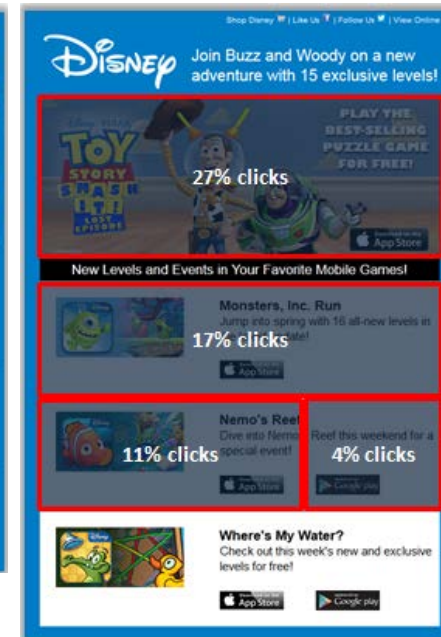 Shop Disney | Like Us | Follow Us | View Online
Disney
Join Buzz and Woody on a new
adventure with 15 exclusive levels!
DISNEY PIXAR
TOY
STORY
SMASH
IT!
LOST
EPISODE
PLAY THE
BEST-SELLING
PUZZLE GAME
FOR FREE!
27% clicks
App Store
New Levels and Events in Your Favorite Mobile Games!
Monsters, Inc. Run
Jump into spring with 16 all-new levels in
17% clicks
App Store
Nemo's Reef
Dive into Nemo's Reef this weekend for a
special event!
11% clicks
4% clicks
App Store
Google play
Where's My Water?
Check out this week's new and exclusive
levels for free!
App Store
Google play